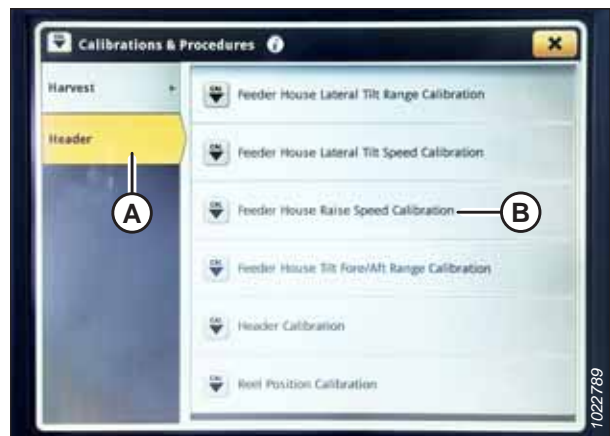 Calibrations & Procedures
Harvest
Header
Feeder House Lateral Tilt Range Calibration
Feeder House Lateral Tilt Speed Calibration
Feeder House Raise Speed Calibration
Feeder House Tilt Fore/Aft Range Calibration
Header Calibration
Reel Position Calibration
A
B
1022789